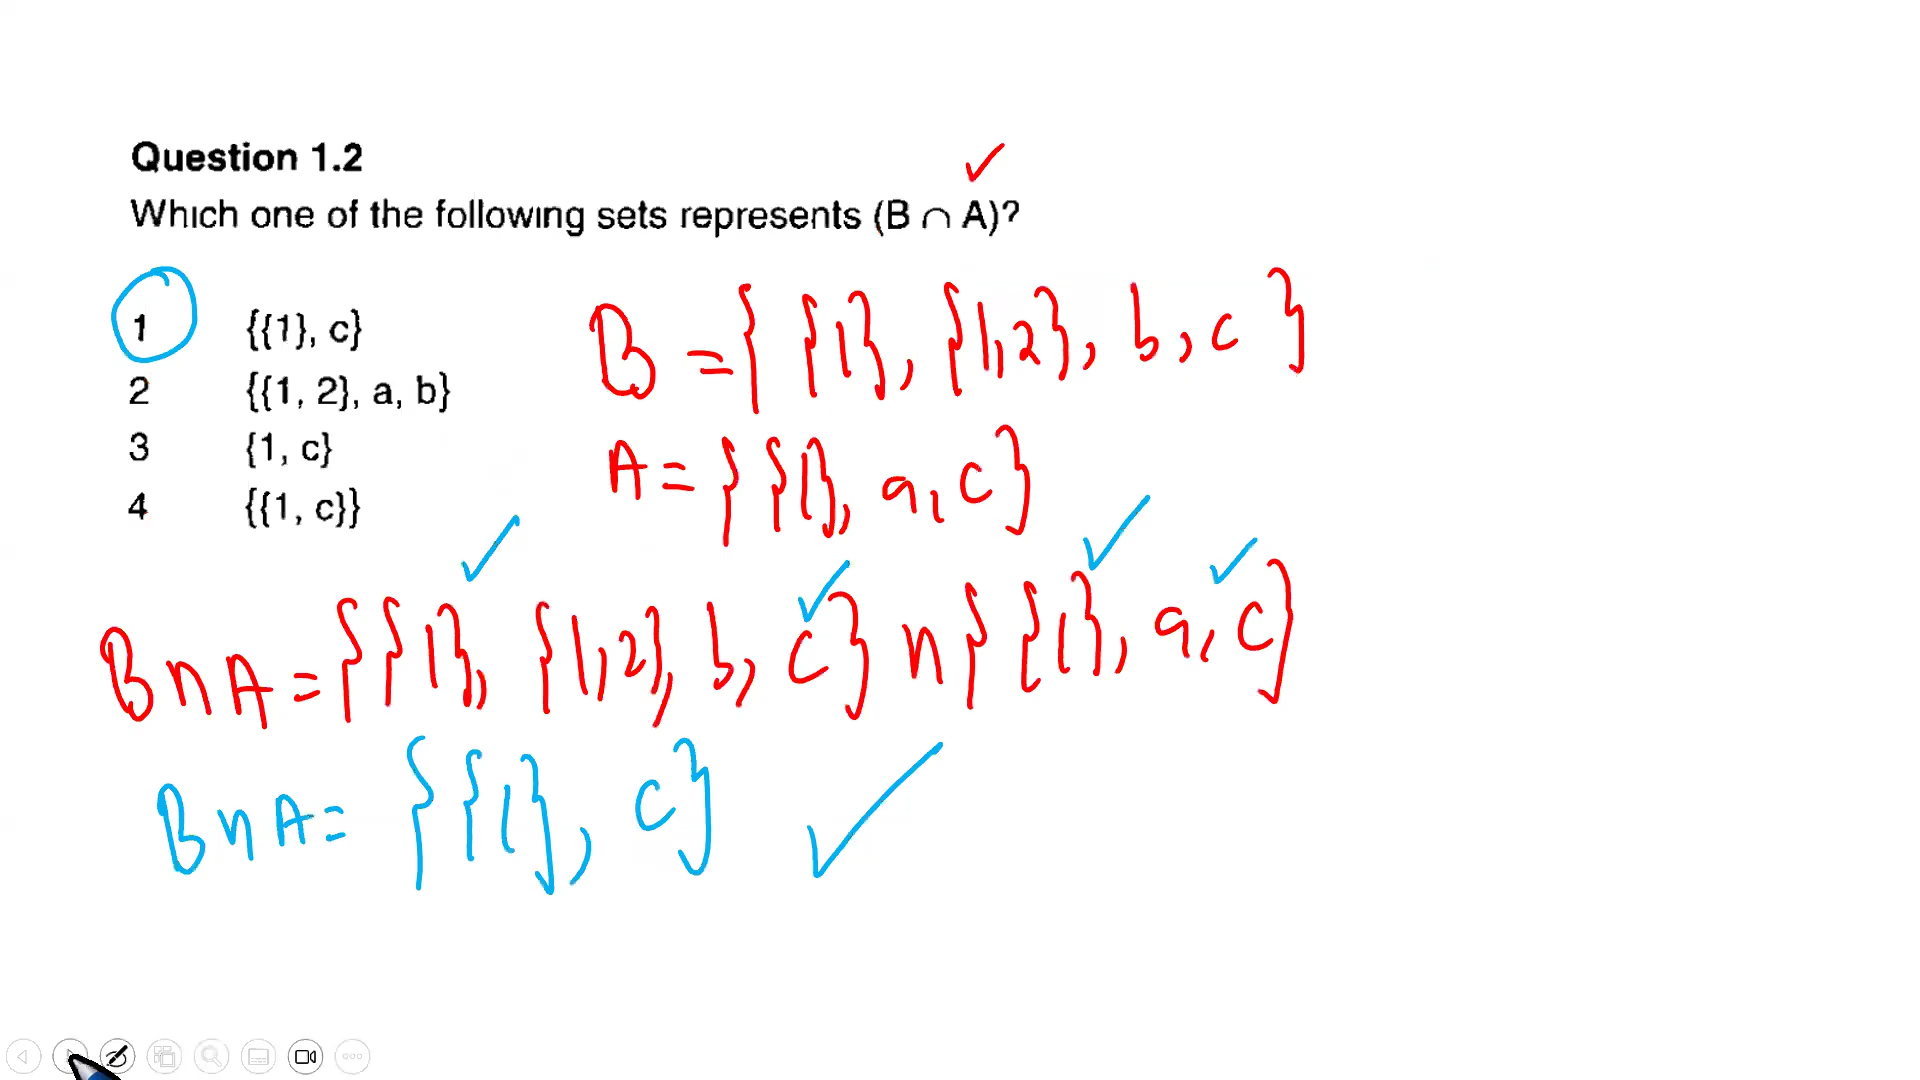 Question 1.2
Which one of the following sets represents (B ∩ A)?
1 {{1}, c}
2 {{1, 2}, a, b}
3 {1, c}
4 {{1, c}}
B = { {1}, {1,2}, b, c }
A = { {1}, a, c }
B ∩ A = { {1}, {1,2}, b, c } ∩ { {1}, a, c }
B ∩ A = { {1}, c }